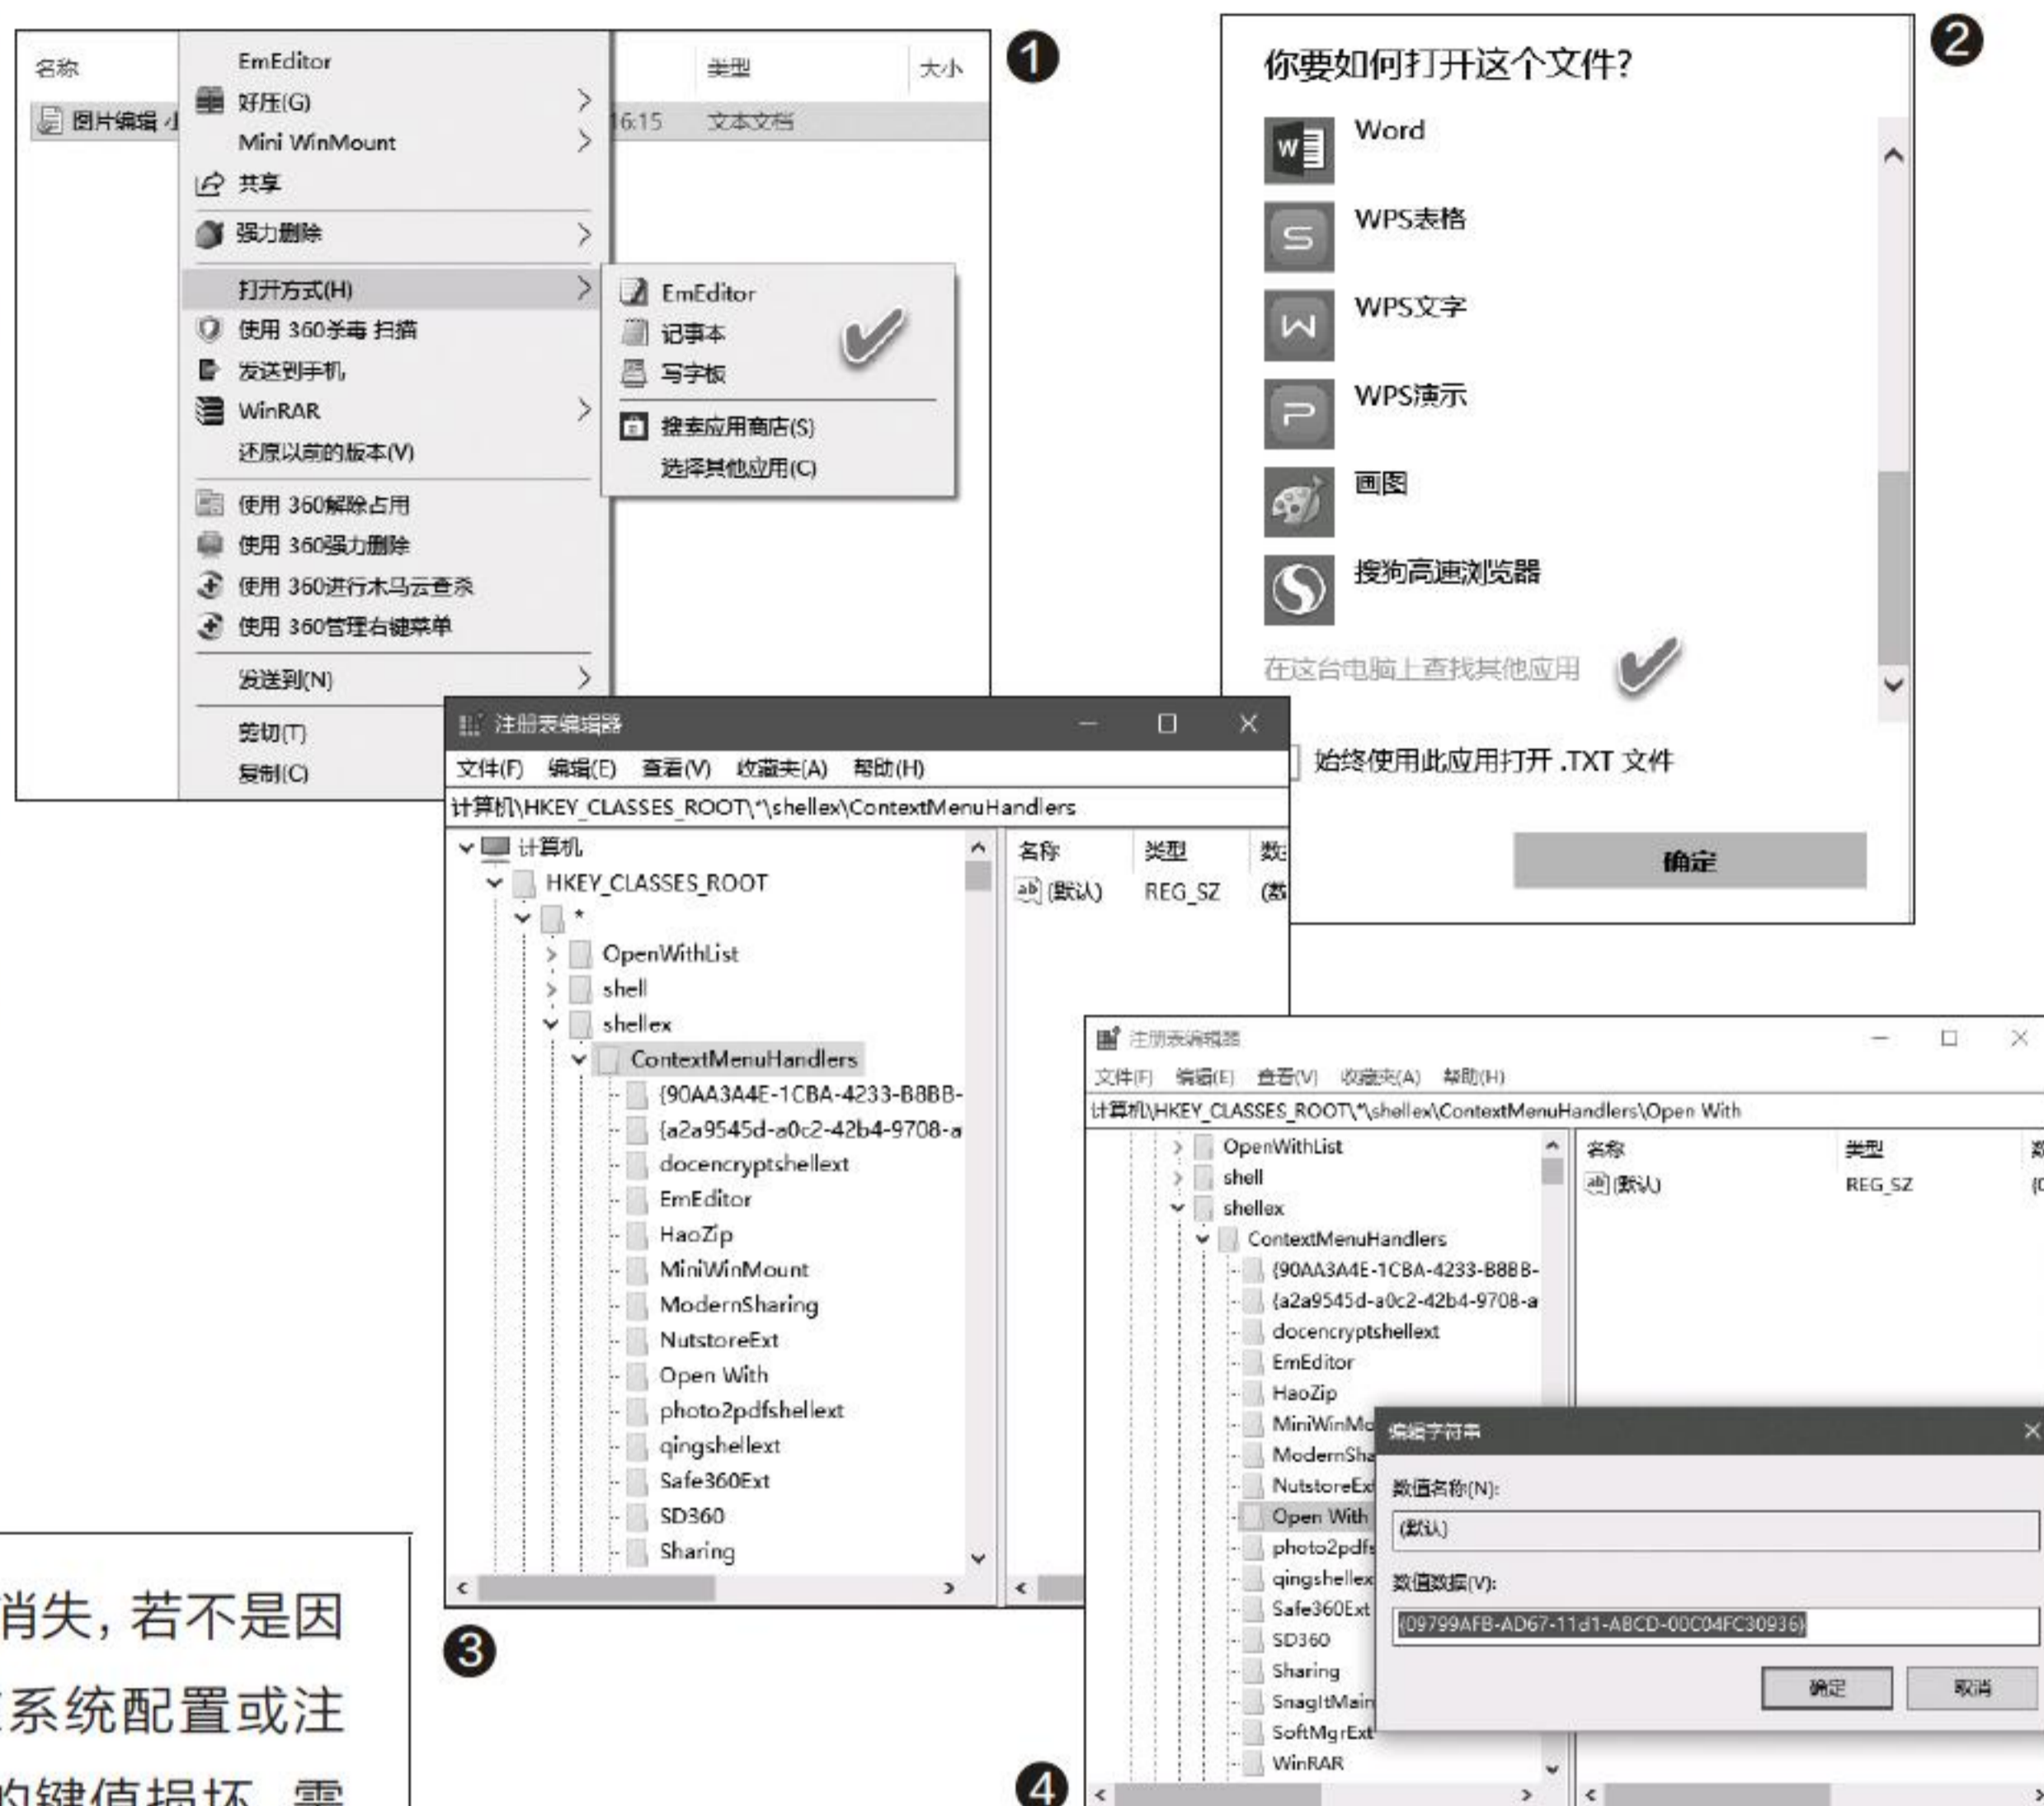 ①
名称
类型
大小
图片编辑
16:15
文本文档
EmEditor
好压(G)
Mini WinMount
共享
强力删除
打开方式(H)
使用 360杀毒 扫描
发送到手机
WinRAR
还原以前的版本(V)
使用 360解除占用
使用 360强力删除
使用 360进行木马云查杀
使用 360管理右键菜单
发送到(N)
剪切(T)
复制(C)
EmEditor
记事本
写字板
搜索应用商店(S)
选择其他应用(C)
②
你要如何打开这个文件?
Word
WPS表格
WPS文字
WPS演示
画图
搜狗高速浏览器
在这台电脑上查找其他应用
始终使用此应用打开 .TXT 文件
确定
注册表编辑器
文件(F) 编辑(E) 查看(V) 收藏夹(A) 帮助(H)
计算机\HKEY_CLASSES_ROOT\*\shellex\ContextMenuHandlers
计算机
HKEY_CLASSES_ROOT
*
OpenWithList
shell
shellex
ContextMenuHandlers
{90AA3A4E-1CBA-4233-B8BB-
{a2a9545d-a0c2-42b4-9708-a
docencryptshellext
EmEditor
HaoZip
MiniWinMount
ModernSharing
NutstoreExt
Open With
photo2pdfshellext
qingshellext
Safe360Ext
SD360
Sharing
名称 类型
ab (默认) REG_SZ
③
注册表编辑器
文件(F) 编辑(E) 查看(V) 收藏夹(A) 帮助(H)
计算机\HKEY_CLASSES_ROOT\*\shellex\ContextMenuHandlers\Open With
OpenWithList
shell
shellex
ContextMenuHandlers
{90AA3A4E-1CBA-4233-B8BB-
{a2a9545d-a0c2-42b4-9708-a
docencryptshellext
EmEditor
HaoZip
MiniWinMo
ModernSha
NutstoreEx
Open With
photo2pdfs
qingshellex
Safe360Ext
SD360
Sharing
SnagItMain
SoftMgrExt
WinRAR
名称 类型
ab (默认) REG_SZ
编辑字符串
数值名称(N):
(默认)
数值数据(V):
{09799AFB-AD67-11d1-ABCD-00C04FC30936}
确定 取消
④
消失, 若不是因
系统配置或注
的键值损坏, 需